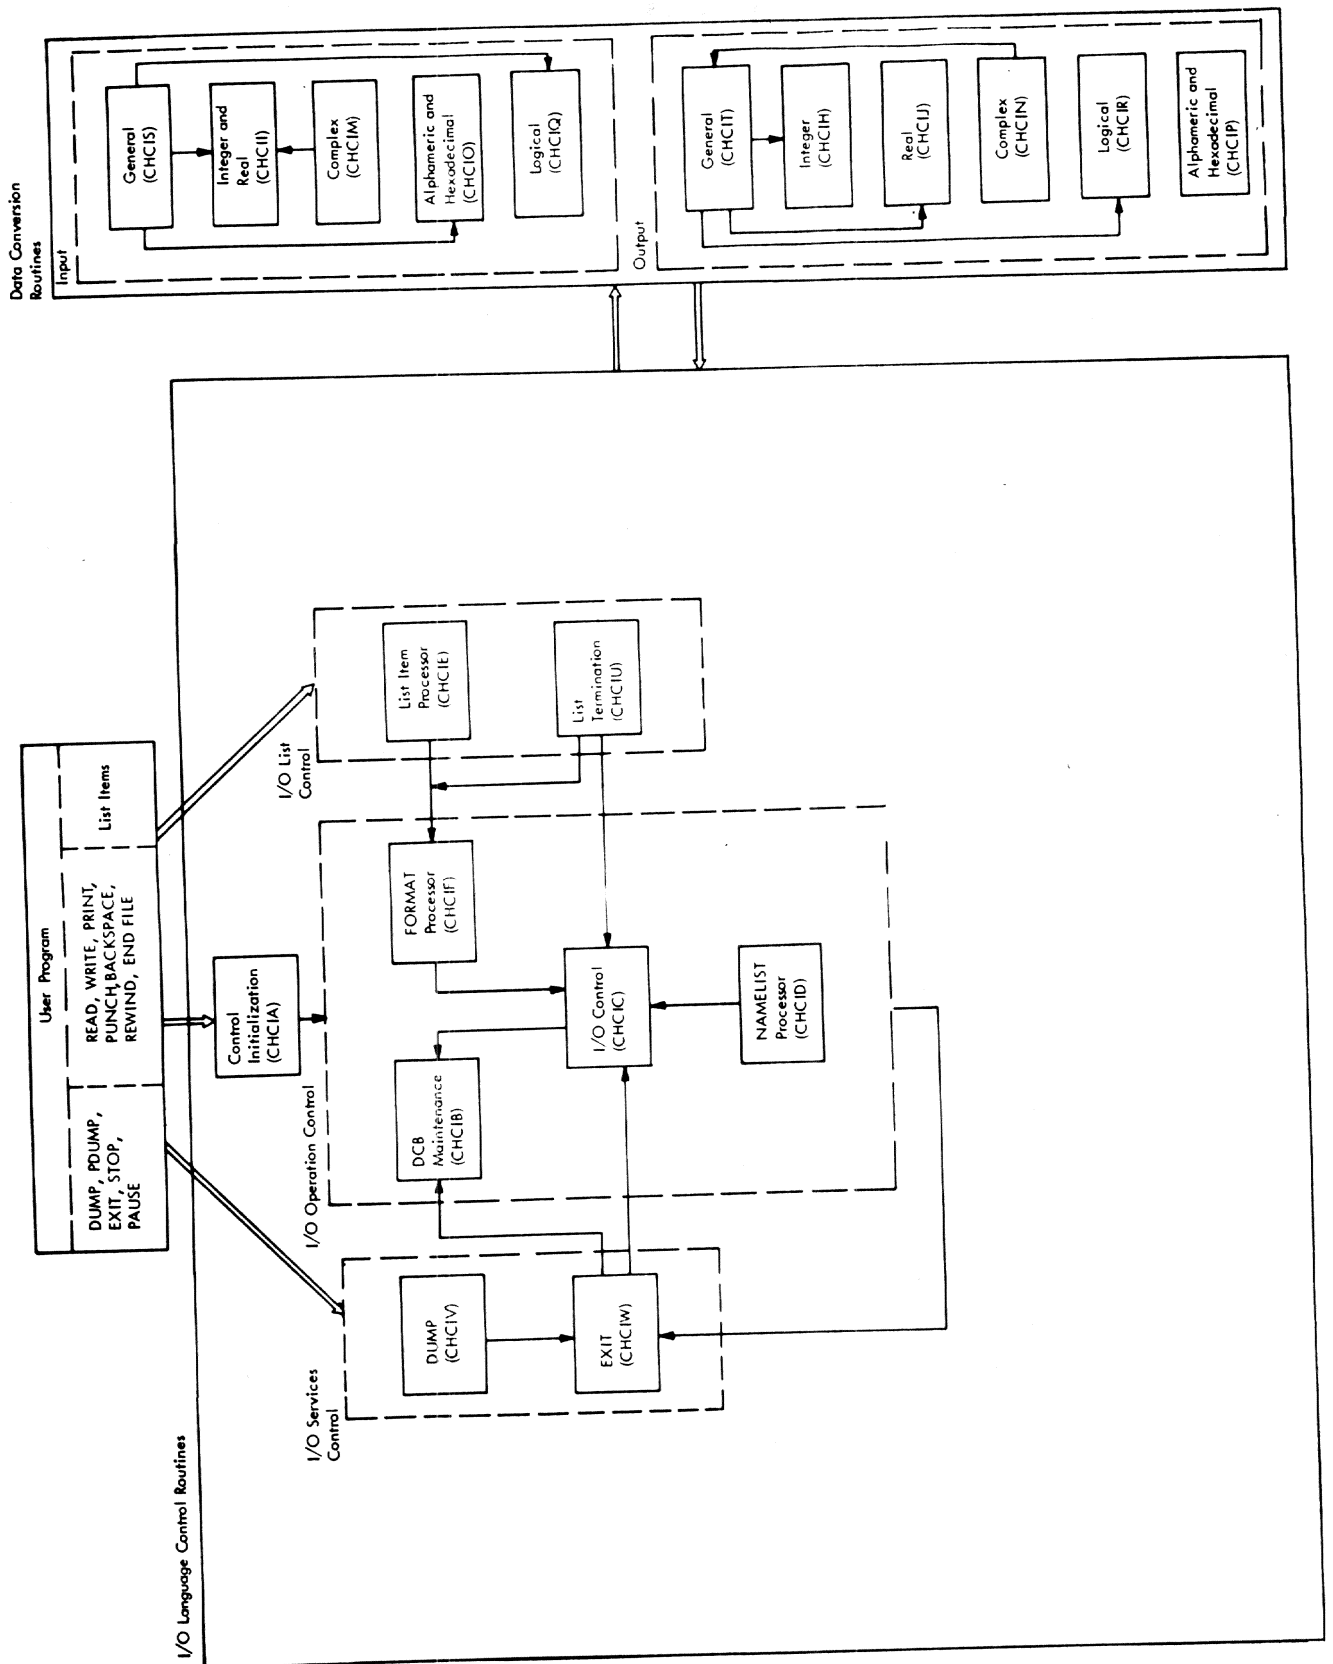 User Program
DUMP, PDUMP,
EXIT, STOP,
PAUSE
READ, WRITE, PRINT,
PUNCH,BACKSPACE,
REWIND, END FILE
List Items
I/O Language Control Routines
Control
Initialization
(CHCIA)
I/O Services
Control
DUMP
(CHCIV)
EXIT
(CHCIW)
I/O Operation Control
DCB
Maintenance
(CHCIB)
FORMAT
Processor
(CHCIF)
I/O Control
(CHCIC)
NAMELIST
Processor
(CHCID)
I/O List
Control
List Item
Processor
(CHCIE)
List
Termination
(CHCIU)
Data Conversion
Routines
Input
General
(CHCIS)
Integer and
Real
(CHCII)
Complex
(CHCIM)
Alphameric and
Hexadecimal
(CHCIO)
Logical
(CHCIQ)
Output
General
(CHCIT)
Integer
(CHCIH)
Real
(CHCIJ)
Complex
(CHCIN)
Logical
(CHCIR)
Alphameric and
Hexadecimal
(CHCIP)